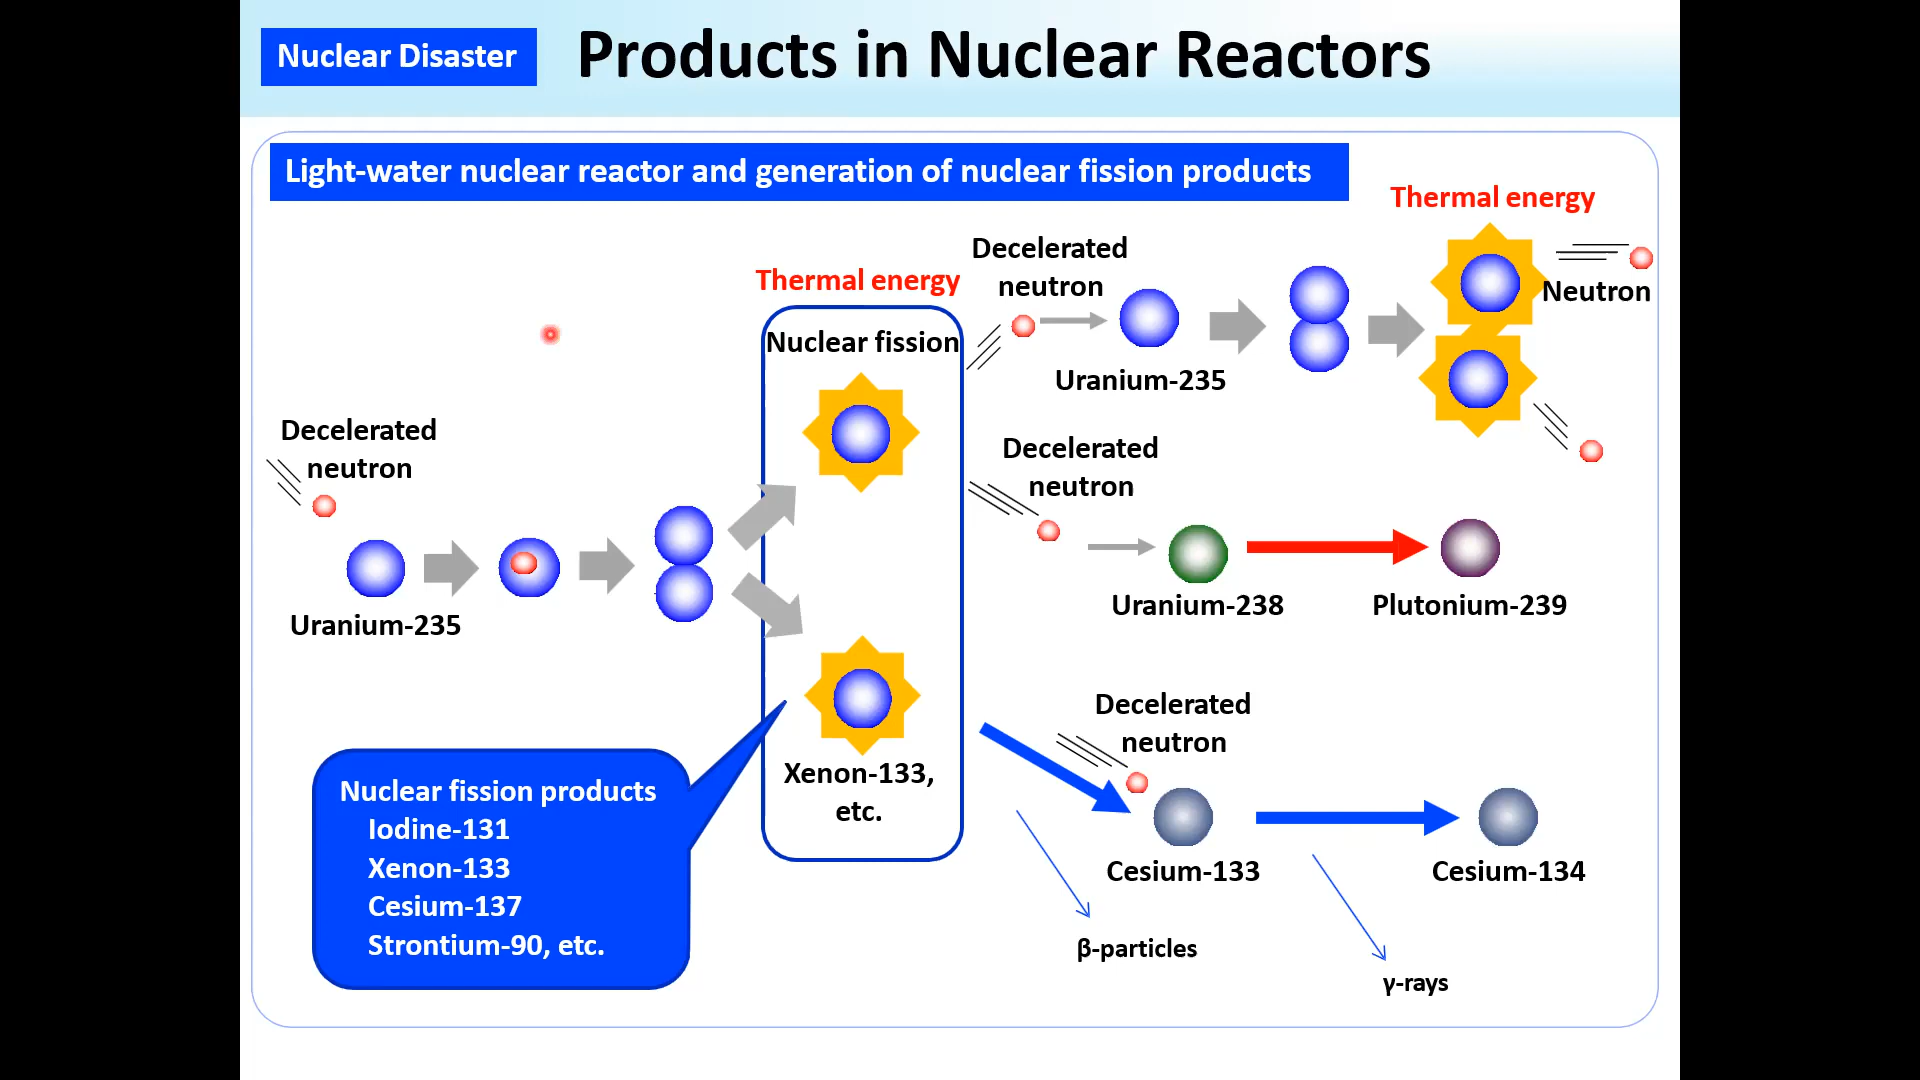 Nuclear Disaster
Products in Nuclear Reactors
Light-water nuclear reactor and generation of nuclear fission products
Decelerated
neutron
Uranium-235
Thermal energy
Nuclear fission
Xenon-133,
etc.
Nuclear fission products
Iodine-131
Xenon-133
Cesium-137
Strontium-90, etc.
Decelerated
neutron
Uranium-235
Thermal energy
Neutron
Decelerated
neutron
Uranium-238
Plutonium-239
Decelerated
neutron
Cesium-133
Cesium-134
β-particles
γ-rays